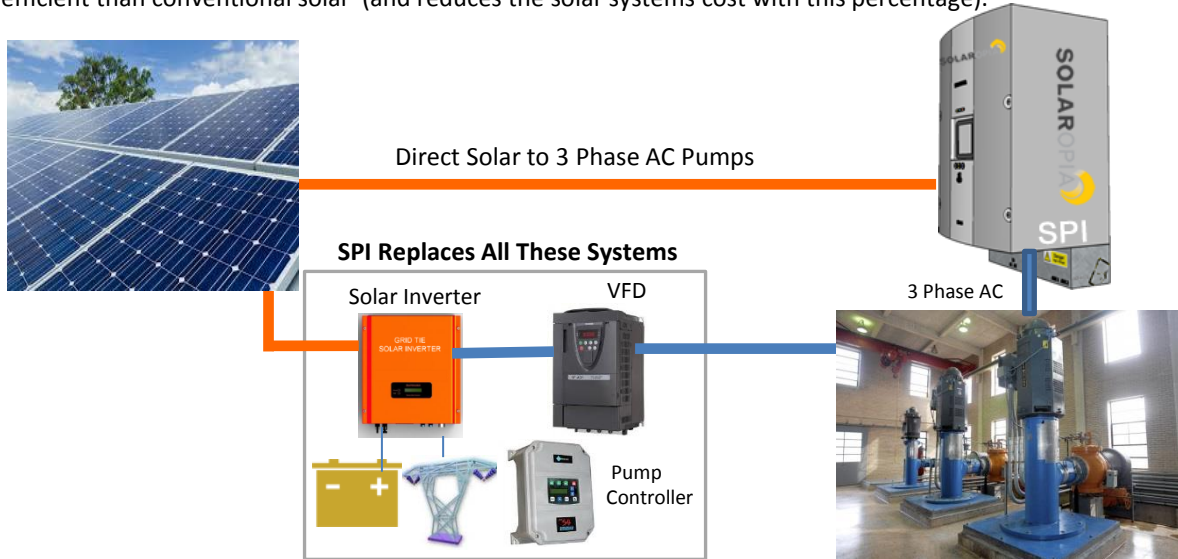 efficient than conventional solar (and reduces the solar systems cost with this percentage).
SOLAR
SOLAROPIA
SPI
Direct Solar to 3 Phase AC Pumps
SPI Replaces All These Systems
Solar Inverter
VFD
3 Phase AC
GRID TIE
SOLAR INVERTER
Pump
Controller